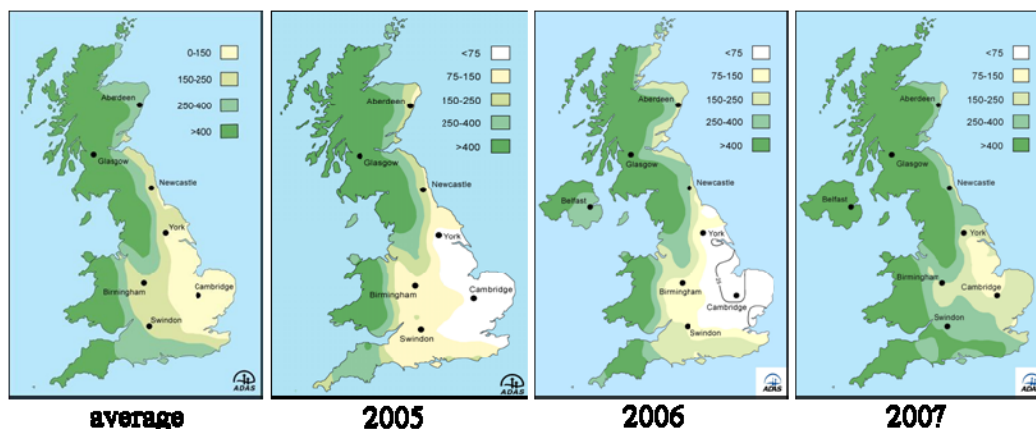 0-150
150-250
250-400
>400
Aberdeen
Glasgow
Newcastle
York
Birmingham
Cambridge
Swindon
ADAS
average
<75
75-150
150-250
250-400
>400
Aberdeen
Glasgow
Newcastle
York
Birmingham
Cambridge
Swindon
ADAS
2005
<75
75-150
150-250
250-400
>400
Aberdeen
Glasgow
Newcastle
Belfast
York
Birmingham
Cambridge
Swindon
ADAS
2006
<75
75-150
150-250
250-400
>400
Aberdeen
Glasgow
Newcastle
Belfast
York
Birmingham
Cambridge
Swindon
ADAS
2007